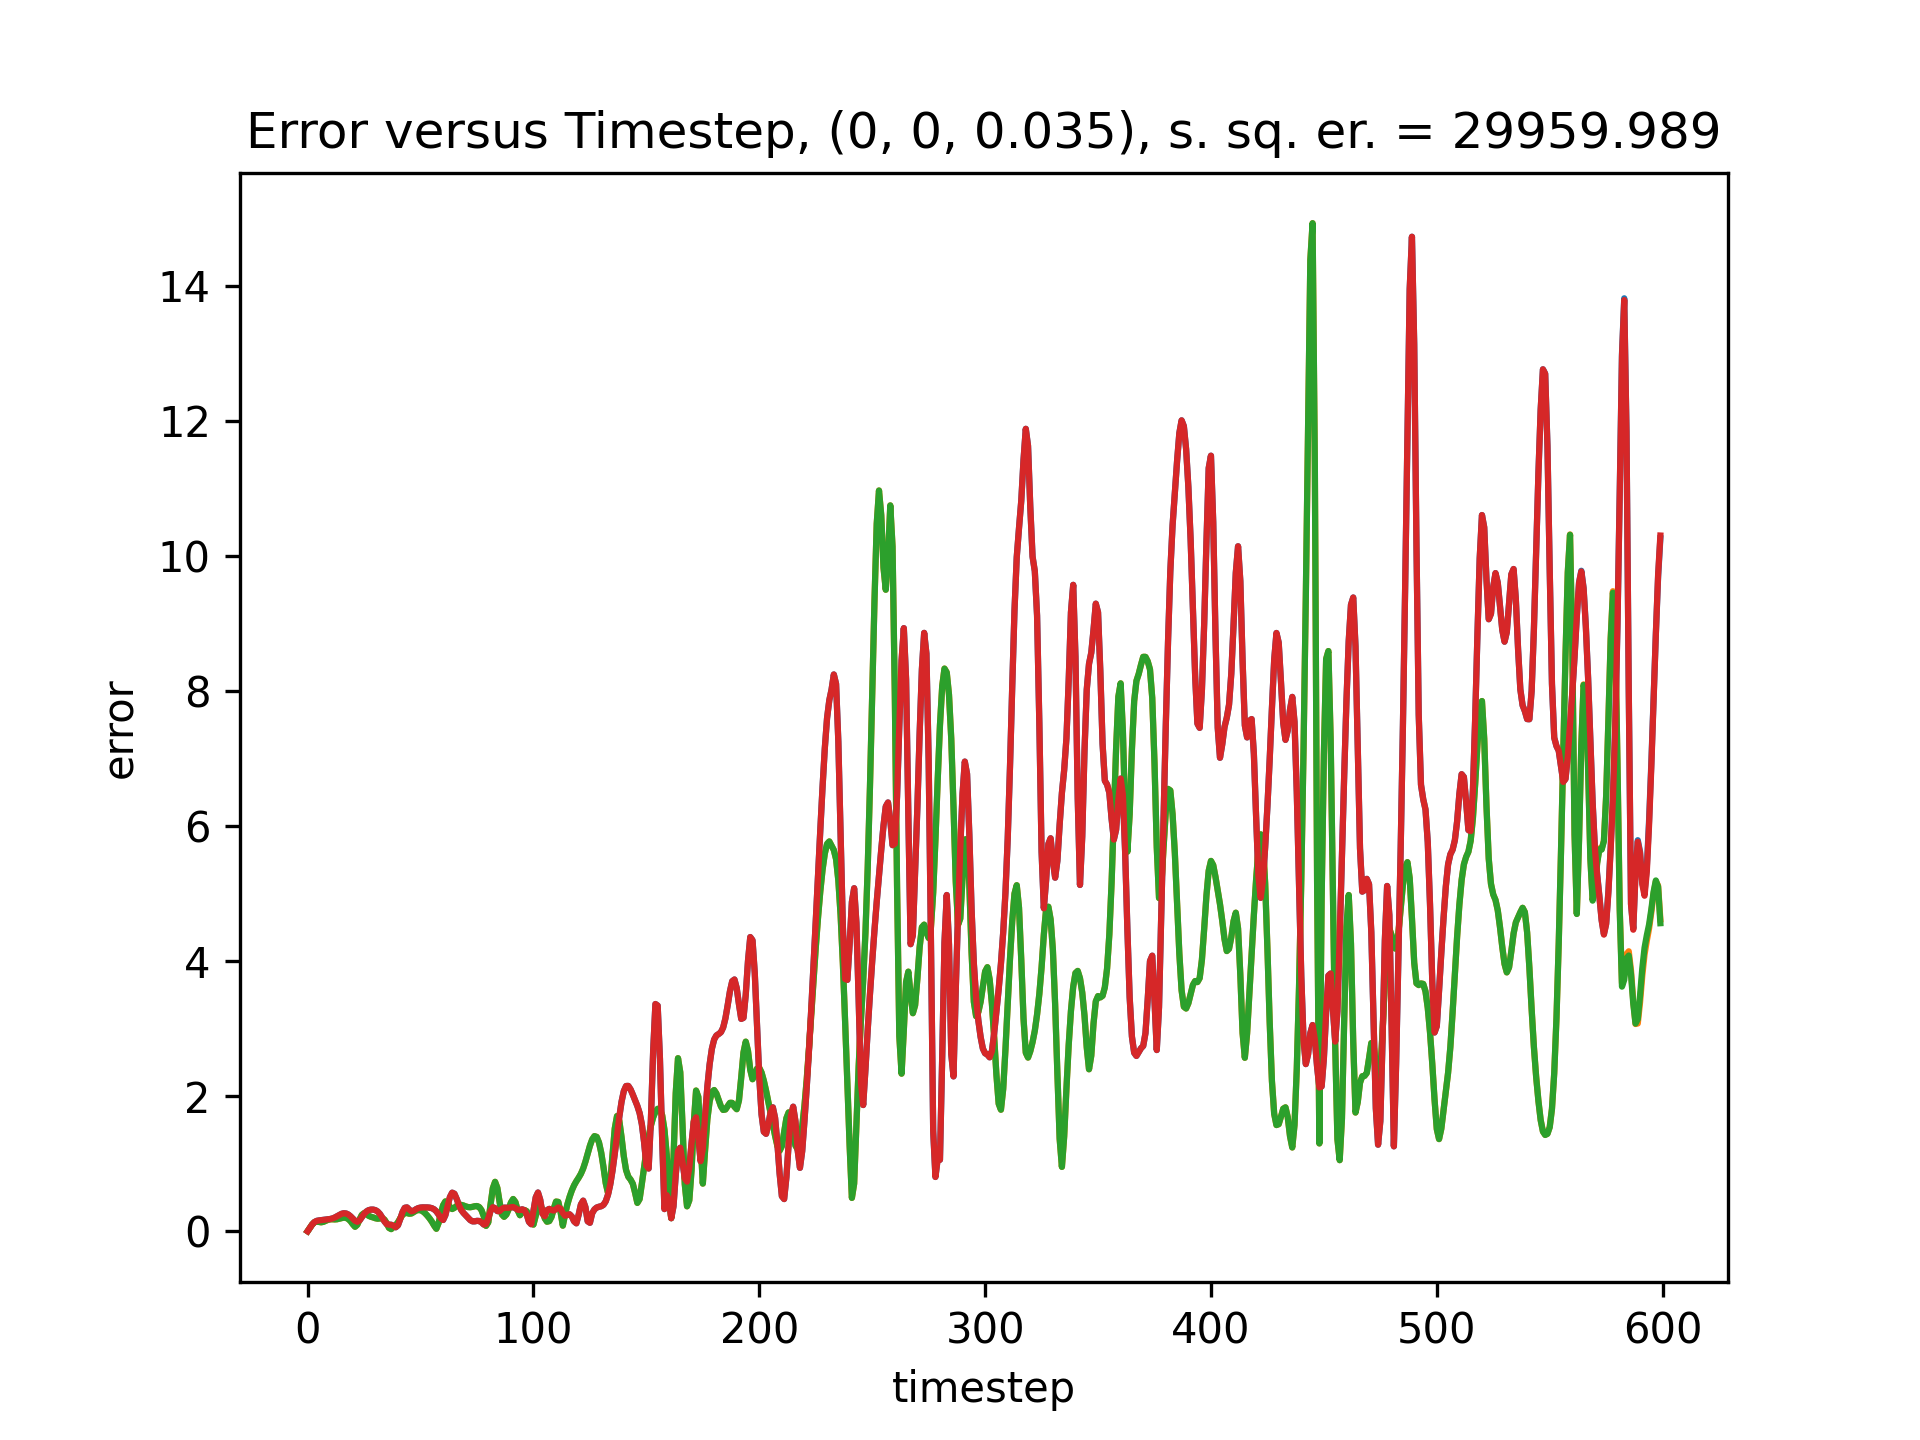 Error versus Timestep, (0, 0, 0.035), s. sq. er. = 29959.989
14
12
10
8
6
4
2
0
error
0 100 200 300 400 500 600
timestep